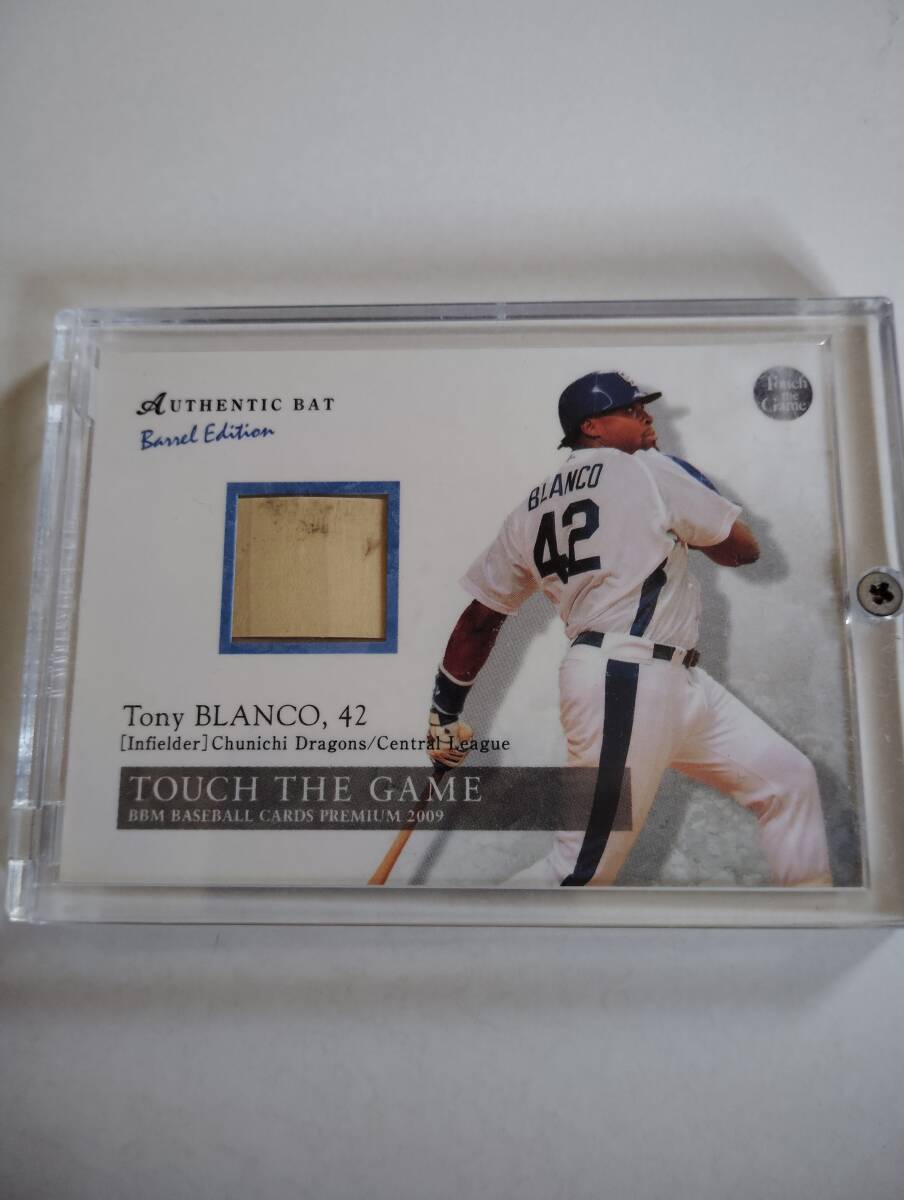 AUTHENTIC BAT
Barrel Edition
Touch
the
Game
BLANCO
42
Tony BLANCO, 42
[Infielder] Chunichi Dragons/Central League
TOUCH THE GAME
BBM BASEBALL CARDS PREMIUM 2009